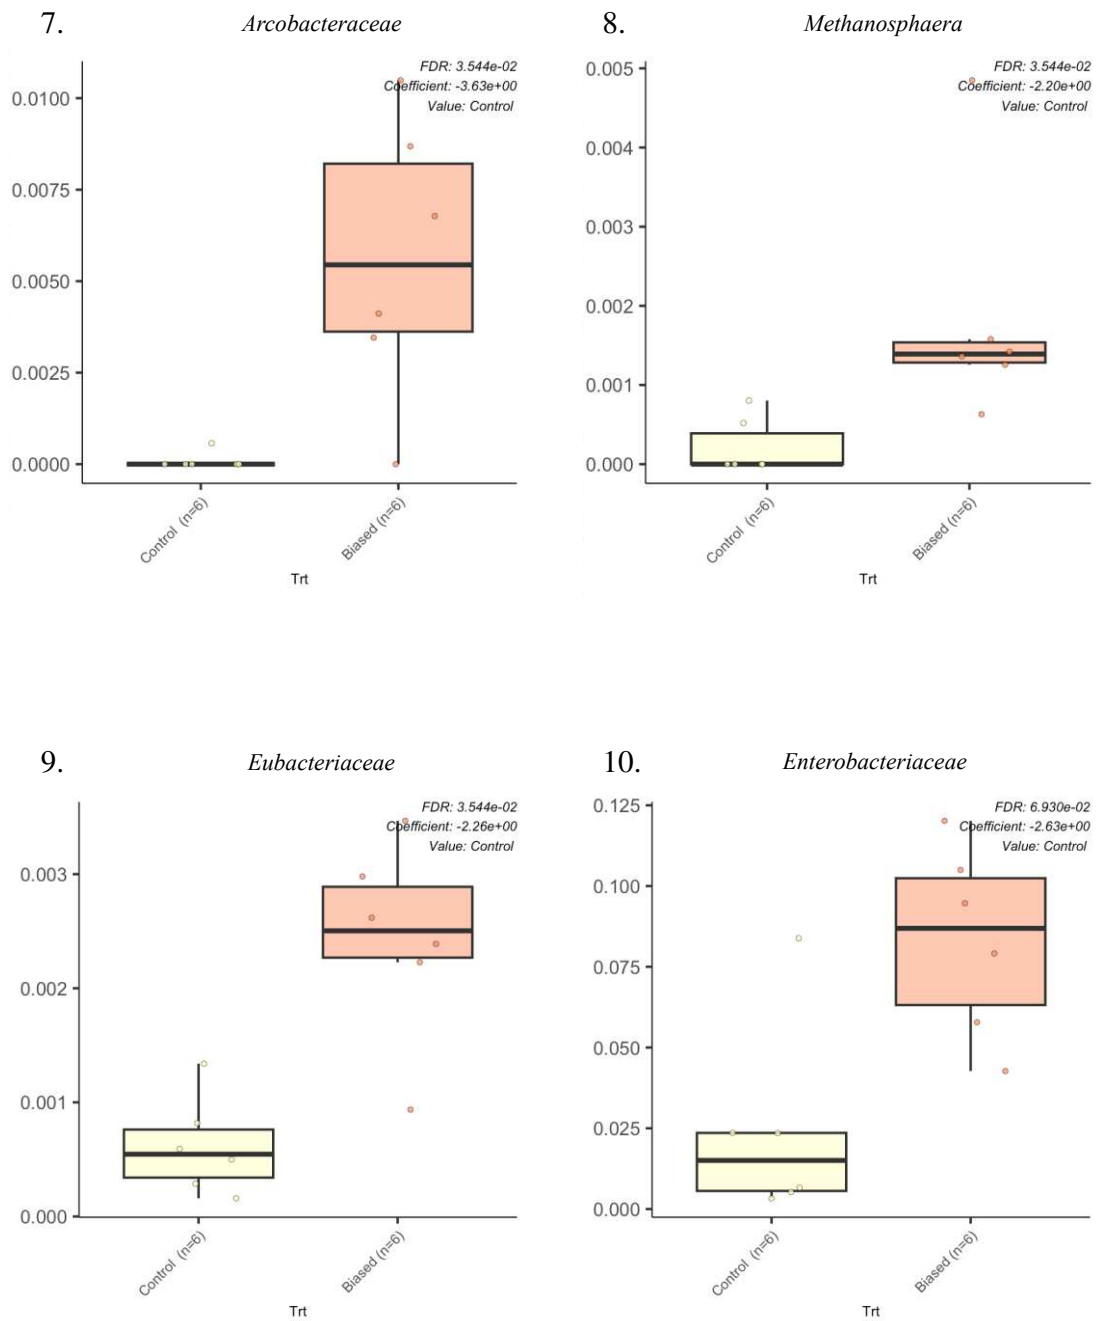 7. Arcobacteraceae
FDR: 3.544e-02
Coefficient: -3.63e+00
Value: Control
0.0100
0.0075
0.0050
0.0025
0.0000
Control (n=6)
Biased (n=6)
Trt
8. Methanosphaera
FDR: 3.544e-02
Coefficient: -2.20e+00
Value: Control
0.005
0.004
0.003
0.002
0.001
0.000
Control (n=6)
Biased (n=6)
Trt
9. Eubacteriaceae
FDR: 3.544e-02
Coefficient: -2.26e+00
Value: Control
0.003
0.002
0.001
0.000
Control (n=6)
Biased (n=6)
Trt
10. Enterobacteriaceae
FDR: 6.930e-02
Coefficient: -2.63e+00
Value: Control
0.125
0.100
0.075
0.050
0.025
0.000
Control (n=6)
Biased (n=6)
Trt